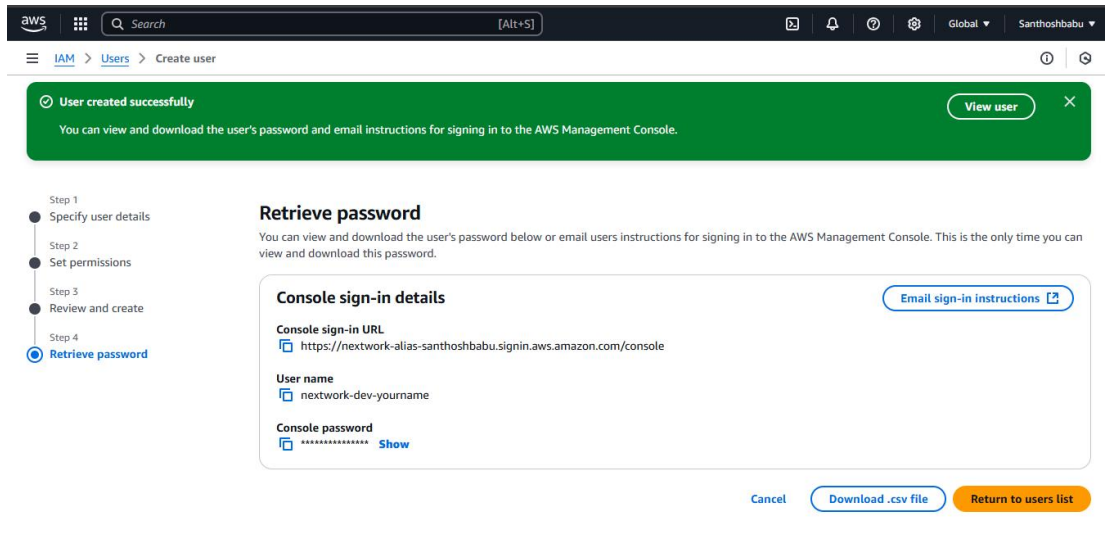 aws
Search [Alt+S] Global Santhoshbabu
IAM > Users > Create user
User created successfully
View user
You can view and download the user's password and email instructions for signing in to the AWS Management Console.
Step 1
Specify user details
Step 2
Set permissions
Step 3
Review and create
Step 4
Retrieve password
Retrieve password
You can view and download the user's password below or email users instructions for signing in to the AWS Management Console. This is the only time you can
view and download this password.
Console sign-in details
Email sign-in instructions
Console sign-in URL
https://nextwork-alias-santhoshbabu.signin.aws.amazon.com/console
User name
nextwork-dev-yourname
Console password
*************** Show
Cancel Download .csv file Return to users list